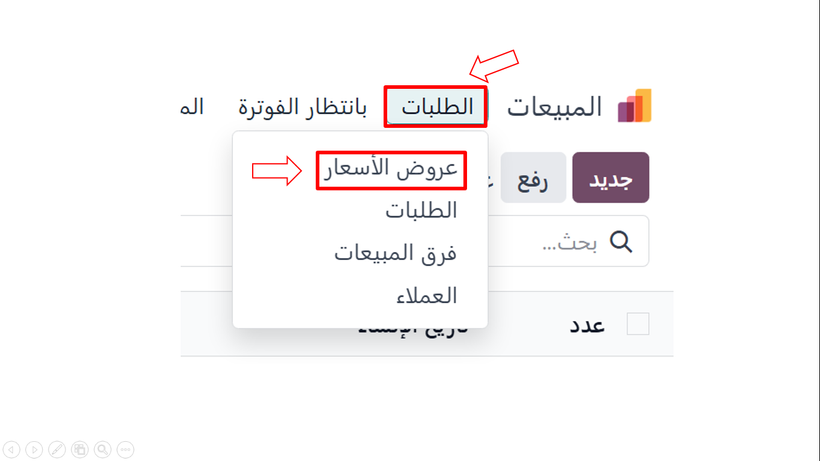 المبيعات الطلبات بانتظار الفوترة
جديد رفع
عروض الأسعار
الطلبات
فرق المبيعات
العملاء
بحث...
عدد